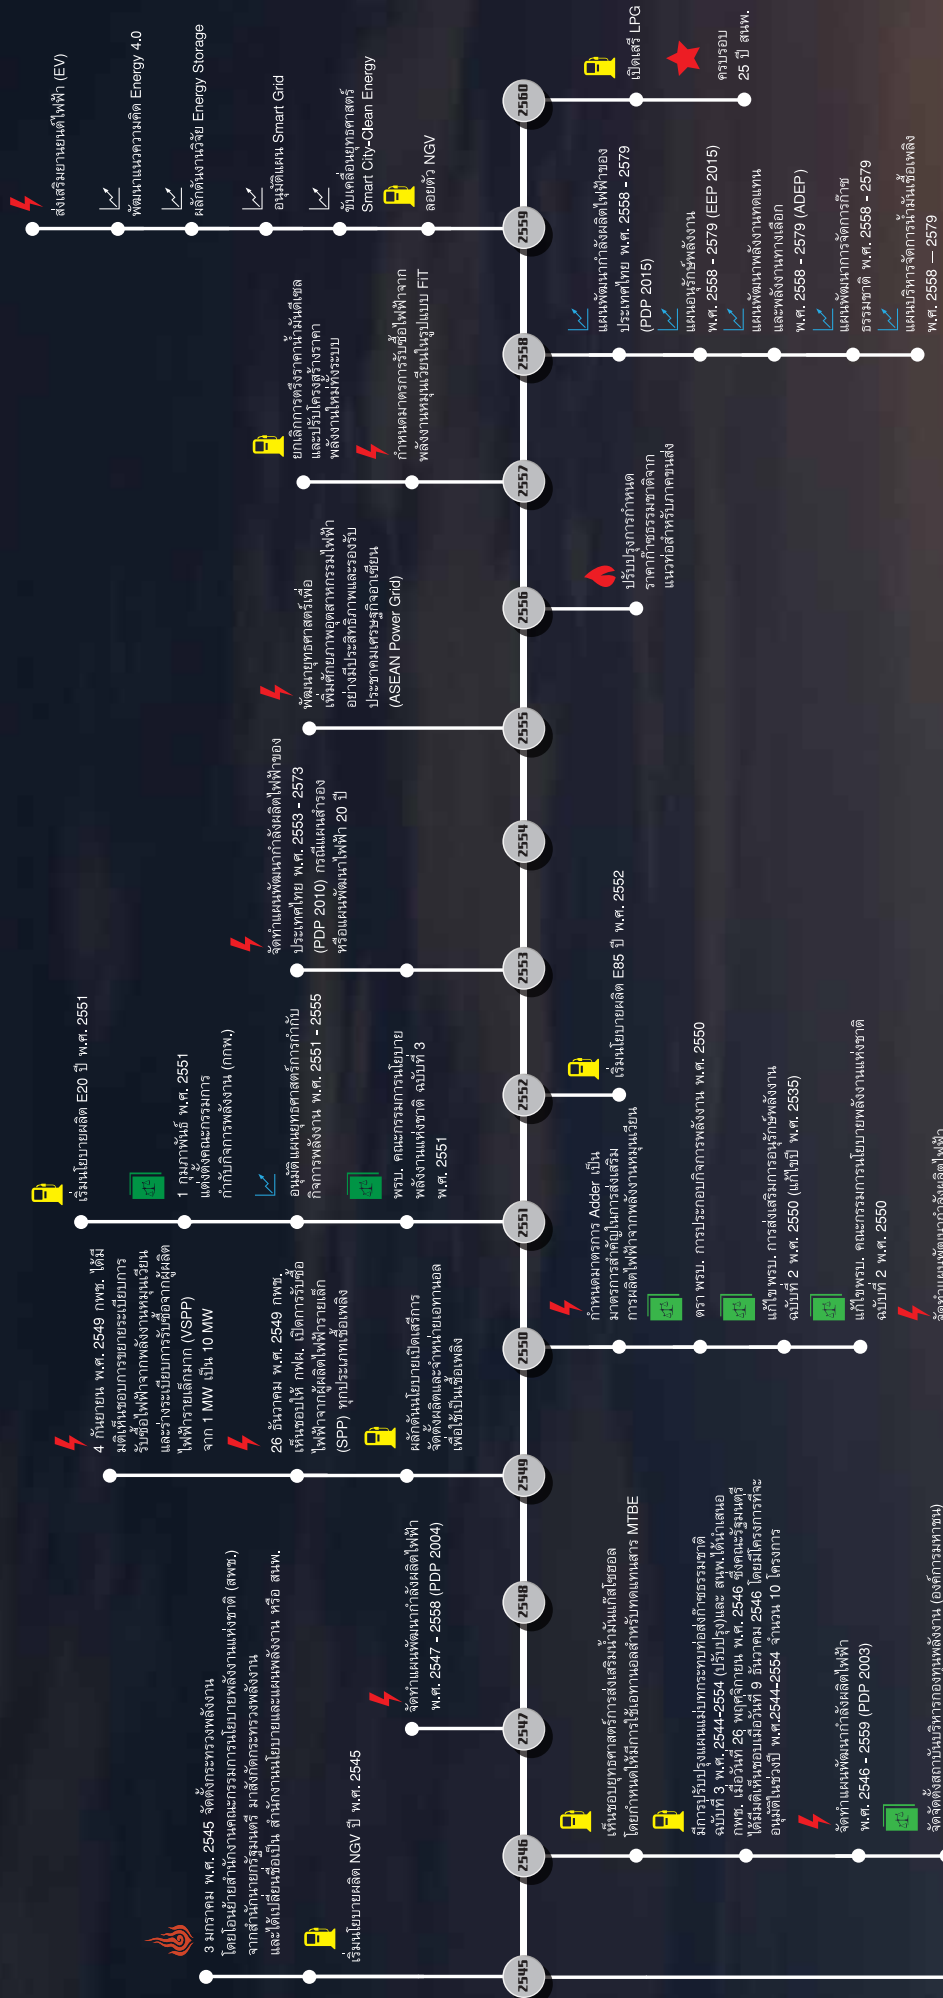 3 มกราคม พ.ศ. 2545 จัดตั้งกระทรวงพลังงาน
โดยโอนย้ายสำนักงานคณะกรรมการนโยบายพลังงานแห่งชาติ (สพช.)
จากสำนักนายกรัฐมนตรี มาสังกัดกระทรวงพลังงาน
และได้เปลี่ยนชื่อเป็น สำนักงานนโยบายและแผนพลังงาน หรือ สนพ.
เริ่มนโยบายผลิต NGV ปี พ.ศ. 2545
2545
2546
เห็นชอบยุทธศาสตร์การส่งเสริมน้ำมันแก๊สโซฮอล
โดยกำหนดให้มีการใช้เอทานอลสำหรับทดแทนสาร MTBE
มีการปรับปรุงแผนแม่บทกระทบท่อส่งก๊าซธรรมชาติ
ฉบับที่ 3 พ.ศ. 2544-2554 (ปรับปรุง)และ สนพ.ได้นำเสนอ
กพช. เมื่อวันที่ 26 พฤศจิกายน พ.ศ. 2546 ซึ่งคณะรัฐมนตรี
ได้มีมติเห็นชอบเมื่อวันที่ 9 ธันวาคม 2546 โดยมีโครงการที่จะ
อนุมัติในช่วงปี พ.ศ.2544-2554 จำนวน 10 โครงการ
จัดทำแผนพัฒนากำลังผลิตไฟฟ้า
พ.ศ. 2546 - 2559 (PDP 2003)
จัดจัดตั้งสถาบันบริหารกองทุนพลังงาน (องค์การมหาชน)
จัดทำแผนพัฒนากำลังผลิตไฟฟ้า
พ.ศ. 2547 - 2558 (PDP 2004)
2547
2548
4 กันยายน พ.ศ. 2549 กพช. ได้มี
มติเห็นชอบการขยายระเบียบการ
รับซื้อไฟฟ้าจากพลังงานหมุนเวียน
และร่างระเบียบการรับซื้อจากผู้ผลิต
ไฟฟ้ารายเล็กมาก (VSPP)
จาก 1 MW เป็น 10 MW
26 ธันวาคม พ.ศ. 2549 กพช.
เห็นชอบให้ กฟผ. เปิดการรับซื้อ
ไฟฟ้าจากผู้ผลิตไฟฟ้ารายเล็ก
(SPP) ทุกประเภทเชื้อเพลิง
ผลักดันนโยบายเปิดเสรีการ
จัดตั้งผลิตและจำหน่ายเอทานอล
เพื่อใช้เป็นเชื้อเพลิง
2549
2550
กำหนดมาตรการ Adder เป็น
มาตรการสำคัญในการส่งเสริม
การผลิตไฟฟ้าจากพลังงานหมุนเวียน
ตรา พรบ. การประกอบกิจการพลังงาน พ.ศ. 2550
แก้ไขพรบ. การส่งเสริมการอนุรักษ์พลังงาน
ฉบับที่ 2 พ.ศ. 2550 (แก้ไขปี พ.ศ. 2535)
แก้ไขพรบ. คณะกรรมการนโยบายพลังงานแห่งชาติ
ฉบับที่ 2 พ.ศ. 2550
จัดทำแผนพัฒนากำลังผลิตไฟฟ้า
เริ่มนโยบายผลิต E20 ปี พ.ศ. 2551
1 กุมภาพันธ์ พ.ศ. 2551
แต่งตั้งคณะกรรมการ
กำกับกิจการพลังงาน (กกพ.)
อนุมัติแผนยุทธศาสตร์การกำกับ
กิจการพลังงาน พ.ศ. 2551 - 2555
พรบ. คณะกรรมการนโยบาย
พลังงานแห่งชาติ ฉบับที่ 3
พ.ศ. 2551
2551
2552
เริ่มนโยบายผลิต E85 ปี พ.ศ. 2552
จัดทำแผนพัฒนากำลังผลิตไฟฟ้าของ
ประเทศไทย พ.ศ. 2553 - 2573
(PDP 2010) กรณีแผนสำรอง
หรือแผนพัฒนาไฟฟ้า 20 ปี
2553
2554
พัฒนายุทธศาสตร์เพื่อ
เพิ่มศักยภาพอุตสาหกรรมไฟฟ้า
อย่างมีประสิทธิภาพและรองรับ
ประชาคมเศรษฐกิจอาเซียน
(ASEAN Power Grid)
2555
2556
ปรับปรุงการกำหนด
ราคาก๊าซธรรมชาติจาก
แนวท่อสำหรับภาคขนส่ง
ยกเลิกการตรึงราคาน้ำมันดีเซล
และปรับโครงสร้างราคา
พลังงานใหม่ทั้งระบบ
กำหนดมาตรการรับซื้อไฟฟ้าจาก
พลังงานหมุนเวียนในรูปแบบ FiT
2557
2558
แผนพัฒนากำลังผลิตไฟฟ้าของ
ประเทศไทย พ.ศ. 2558 - 2579
(PDP 2015)
แผนอนุรักษ์พลังงาน
พ.ศ. 2558 - 2579 (EEP 2015)
แผนพัฒนาพลังงานทดแทน
และพลังงานทางเลือก
พ.ศ. 2558 - 2579 (ADEP)
แผนพัฒนาการจัดการก๊าซ
ธรรมชาติ พ.ศ. 2558 - 2579
แผนบริหารจัดการน้ำมันเชื้อเพลิง
พ.ศ. 2558 — 2579
ส่งเสริมยานยนต์ไฟฟ้า (EV)
พัฒนาแนวความคิด Energy 4.0
ผลักดันงานวิจัย Energy Storage
อนุมัติแผน Smart Grid
ขับเคลื่อนยุทธศาสตร์
Smart City-Clean Energy
ลอยตัว NGV
2559
2560
เปิดเสรี LPG
ครบรอบ
25 ปี สนพ.